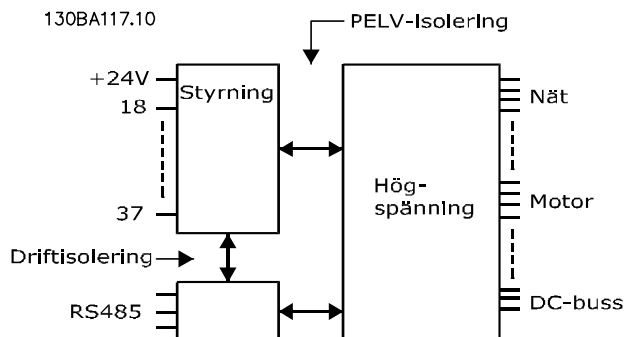 130BA117.10
PELV-isolering
+24V
Styrning
18
Nät
Hög-
spänning
37
Motor
Driftisolering
RS485
DC-buss